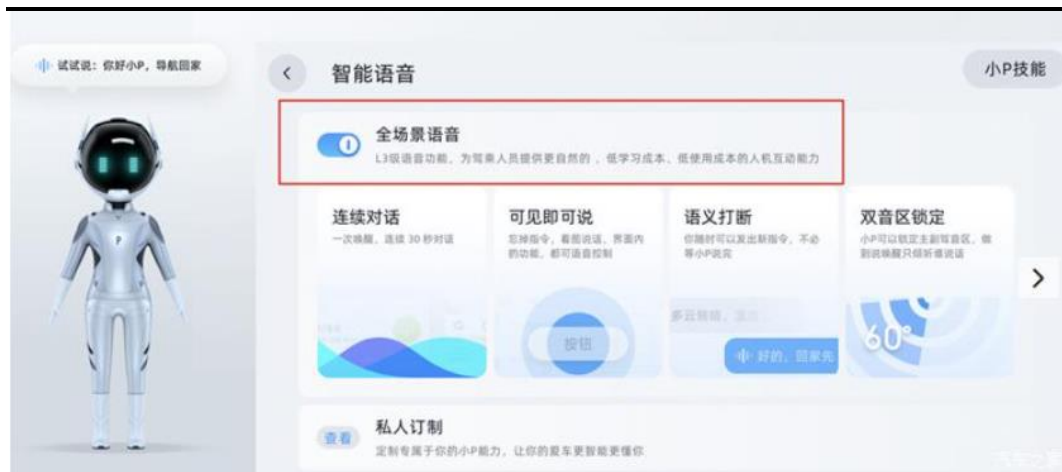 试试说：你好小P，导航回家
智能语音
小P技能
全场景语音
L3级语音功能，为驾乘人员提供更自然的，低学习成本、低使用成本的人机互动能力
连续对话
一次唤醒，连续 30 秒对话
可见即可说
忘掉指令，看图说话，界面内
的功能，都可语音控制
按钮
语义打断
你随时可以发出新指令，不必
等小P说完
多云转晴，
好的，回家先
双音区锁定
小P可以锁定主副驾音区，做
到说唤醒只倾听谁说话
60°
P
查看
私人订制
定制专属于你的小P能力，让你的爱车更智能更懂你